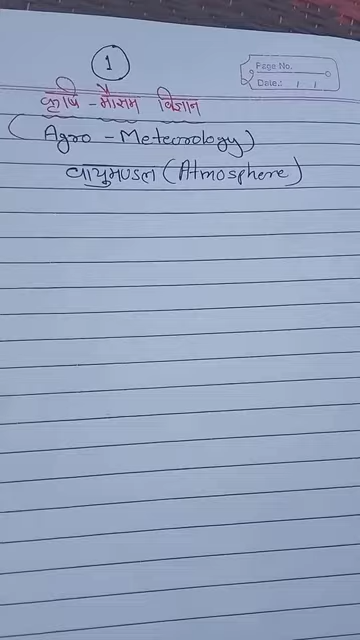 1
Page No.
Date: / /
कृषि - मौसम विज्ञान
(Agro - Meteorology)
वायुमण्डल (Atmosphere)